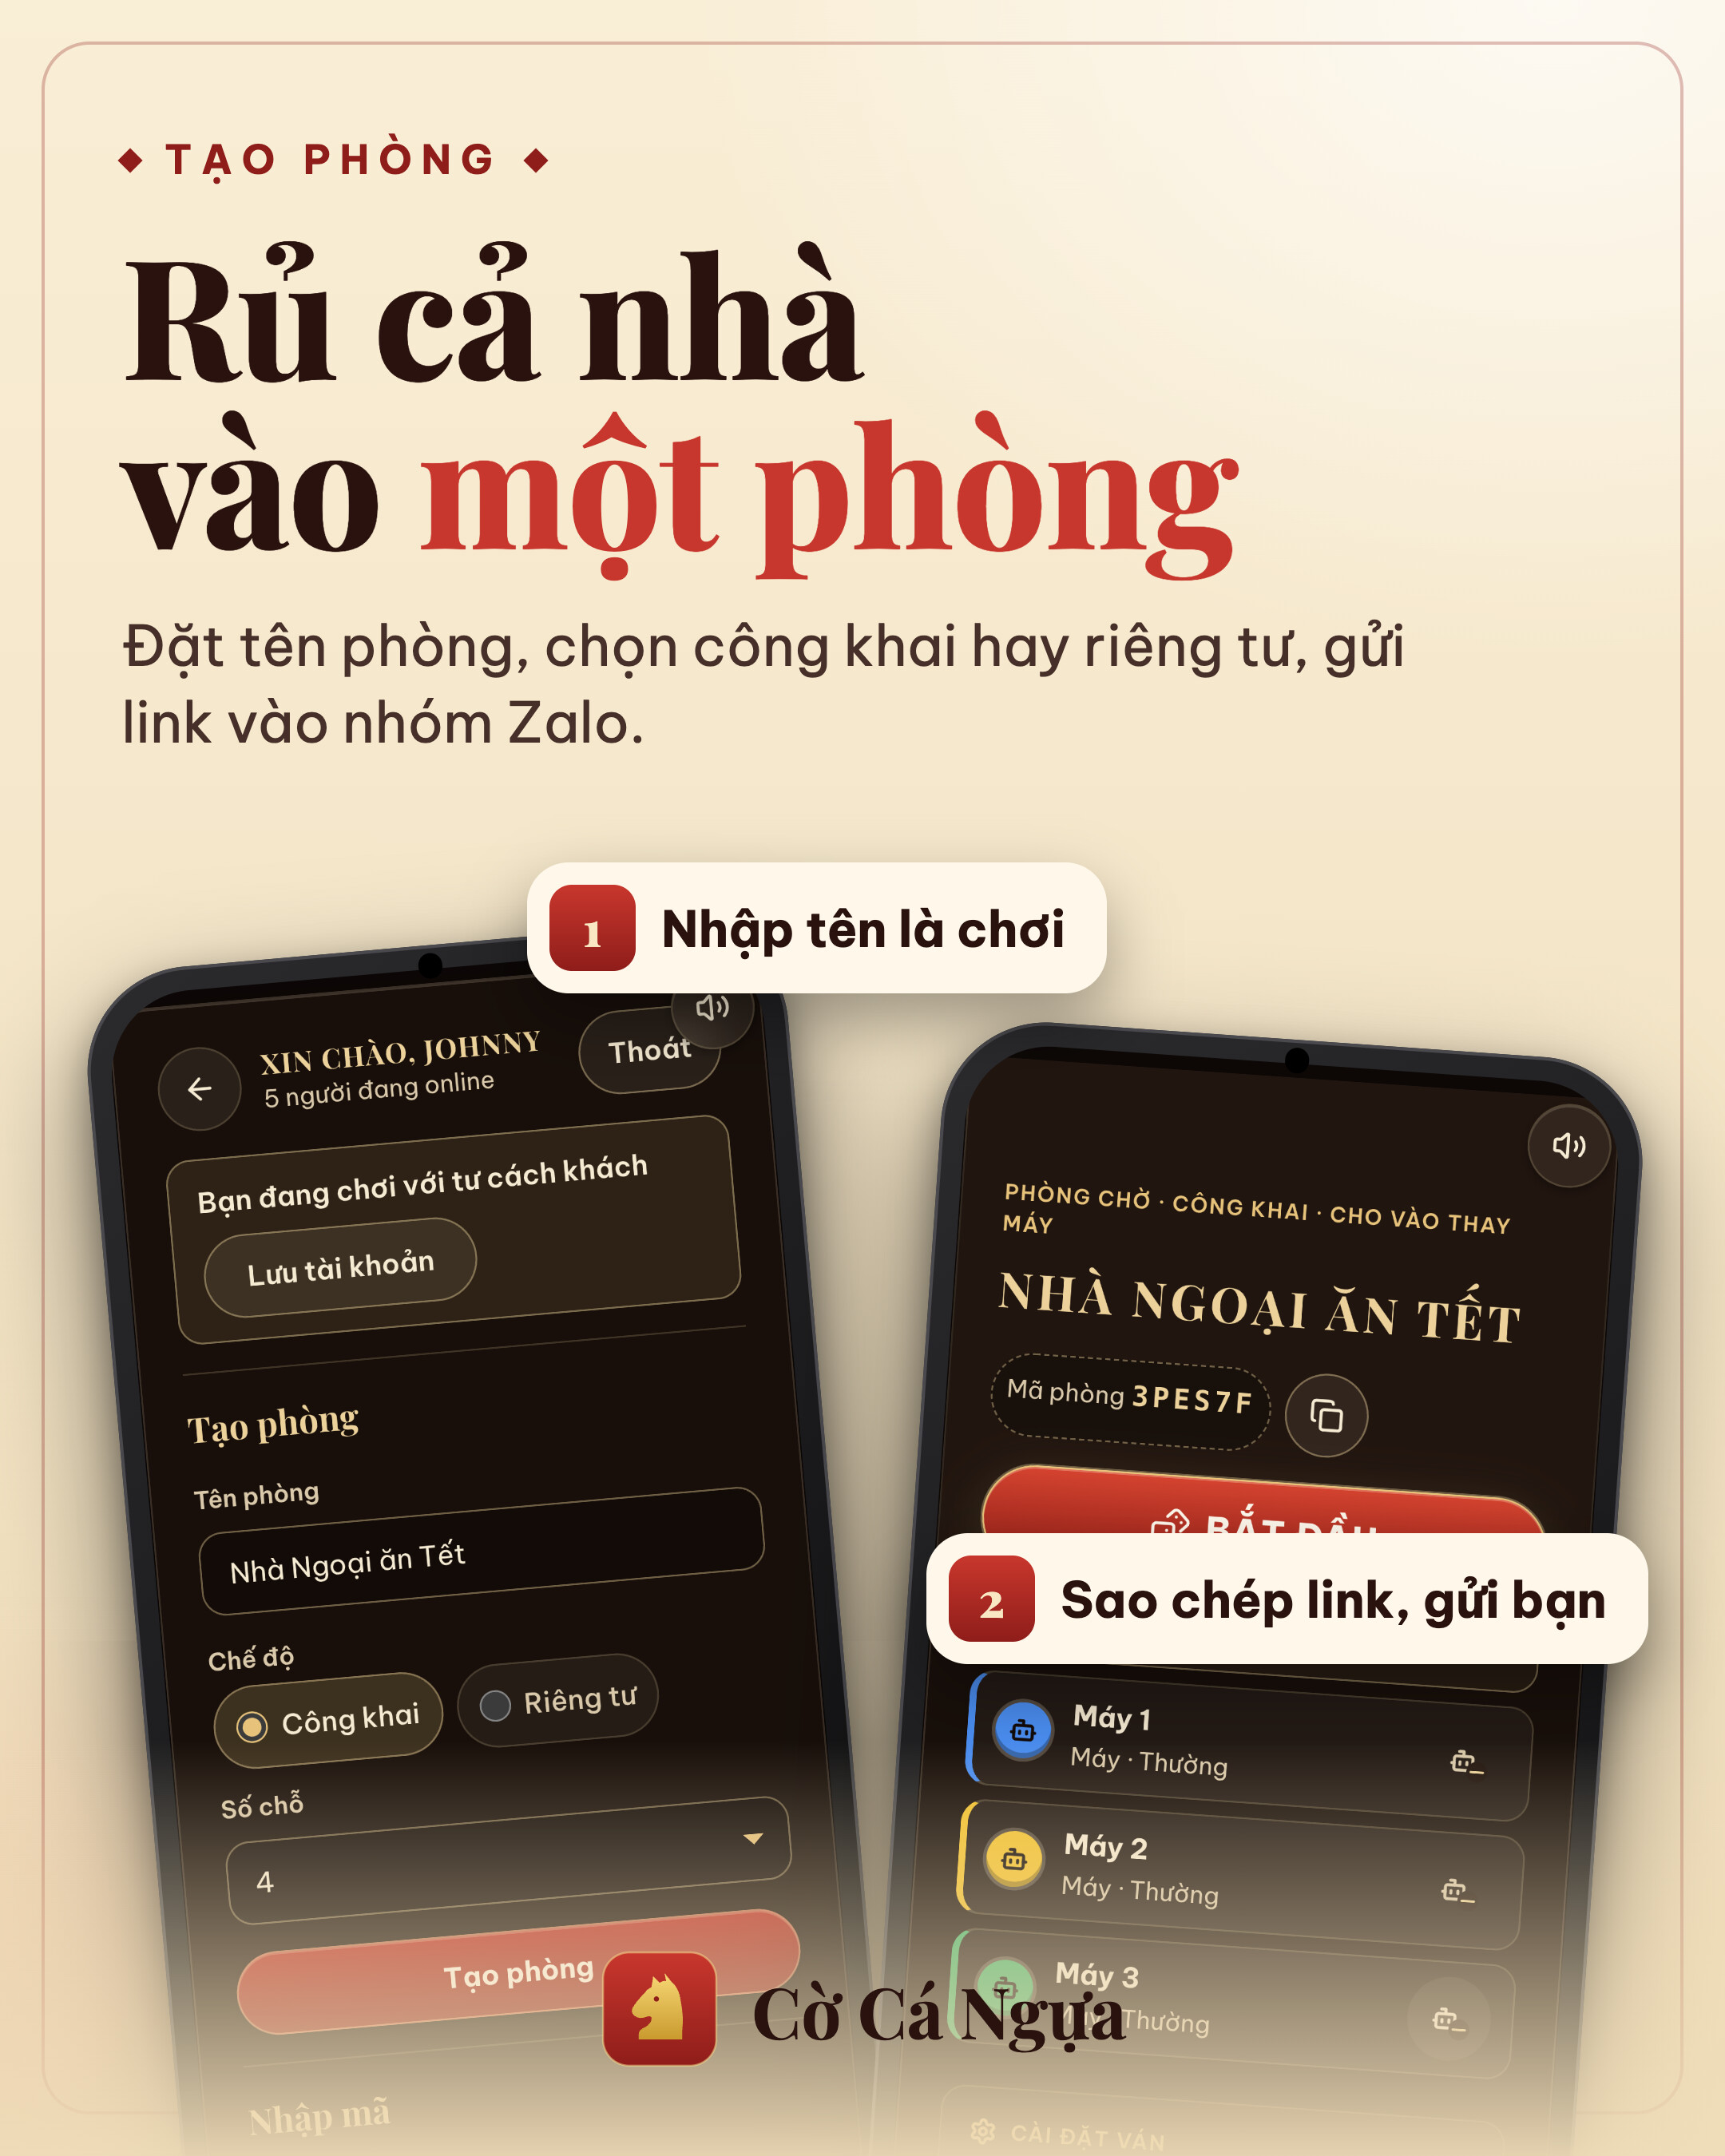 TẠO PHÒNG
Rủ cả nhà
vào một phòng
Đặt tên phòng, chọn công khai hay riêng tư, gửi
link vào nhóm Zalo.
1 Nhập tên là chơi
XIN CHÀO, JOHNNY
5 người đang online
Thoát
Bạn đang chơi với tư cách khách
Lưu tài khoản
Tạo phòng
Tên phòng
Nhà Ngoại ăn Tết
Chế độ
Công khai
Riêng tư
Số chỗ
4
Tạo phòng
Nhập mã
PHÒNG CHỜ · CÔNG KHAI · CHO VÀO THAY
MÁY
NHÀ NGOẠI ĂN TẾT
Mã phòng 3PES7F
BẮT ĐẦU
2 Sao chép link, gửi bạn
Máy 1
Máy · Thường
Máy 2
Máy · Thường
Máy 3
Máy · Thường
CÀI ĐẶT VÁN
Cờ Cá Ngựa